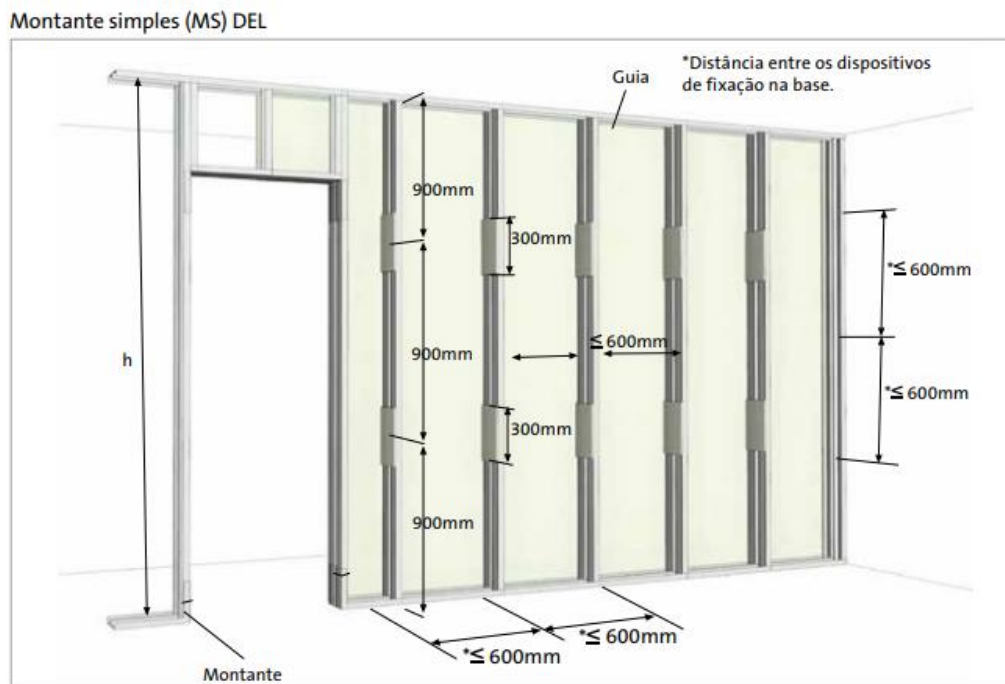 Montante simples (MS) DEL
*Distância entre os dispositivos
de fixação na base.
Guia
900mm
300mm
*≤ 600mm
h
900mm
≤ 600mm
*≤ 600mm
300mm
900mm
*≤ 600mm
*≤ 600mm
Montante